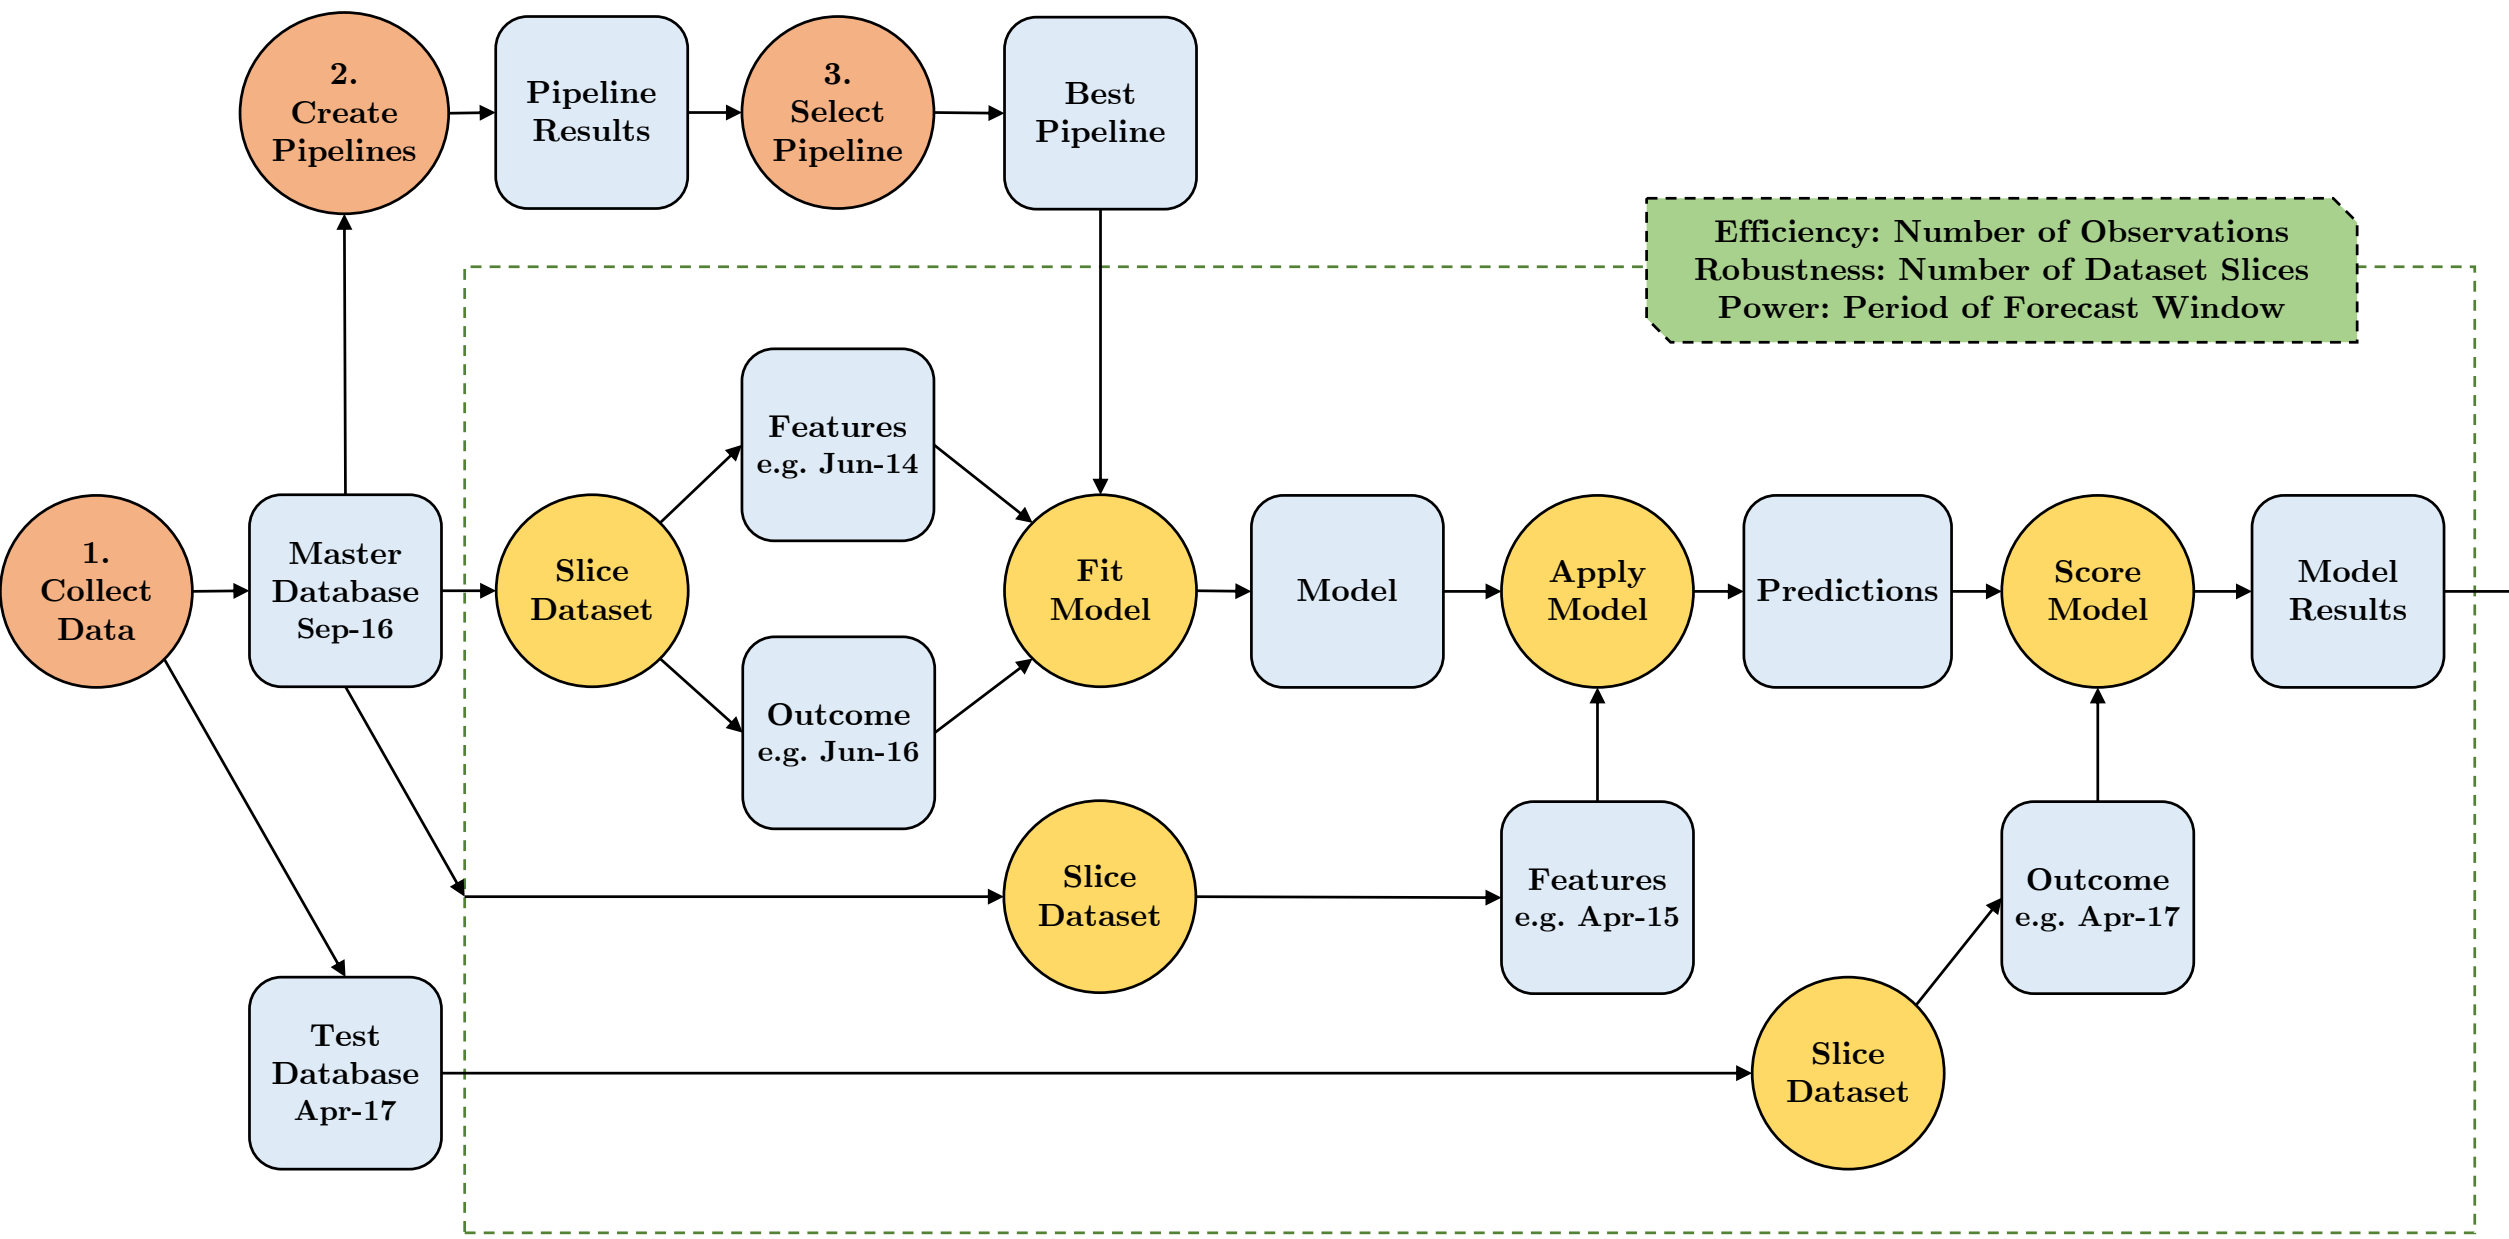 2.
Create
Pipelines
Pipeline
Results
3.
Select
Pipeline
Best
Pipeline
Efficiency: Number of Observations
Robustness: Number of Dataset Slices
Power: Period of Forecast Window
Features
e.g. Jun-14
1.
Collect
Data
Master
Database
Sep-16
Slice
Dataset
Fit
Model
Model
Apply
Model
Predictions
Score
Model
Model
Results
Outcome
e.g. Jun-16
Slice
Dataset
Features
e.g. Apr-15
Outcome
e.g. Apr-17
Test
Database
Apr-17
Slice
Dataset